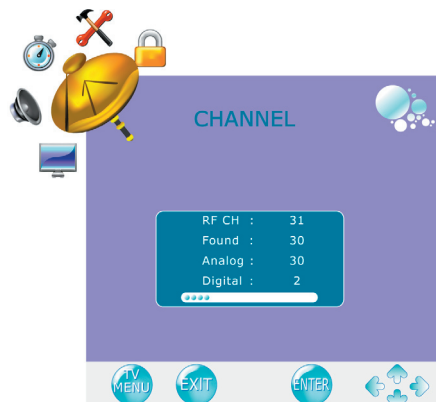 CHANNEL
RF CH : 31
Found : 30
Analog : 30
Digital : 2
TV
MENU EXIT ENTER